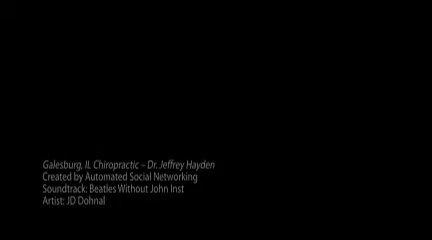 Galesburg, IL Chiropractic – Dr. Jeffrey Hayden
Created by Automated Social Networking
Soundtrack: Beatles Without John Inst
Artist: JD Dohnal